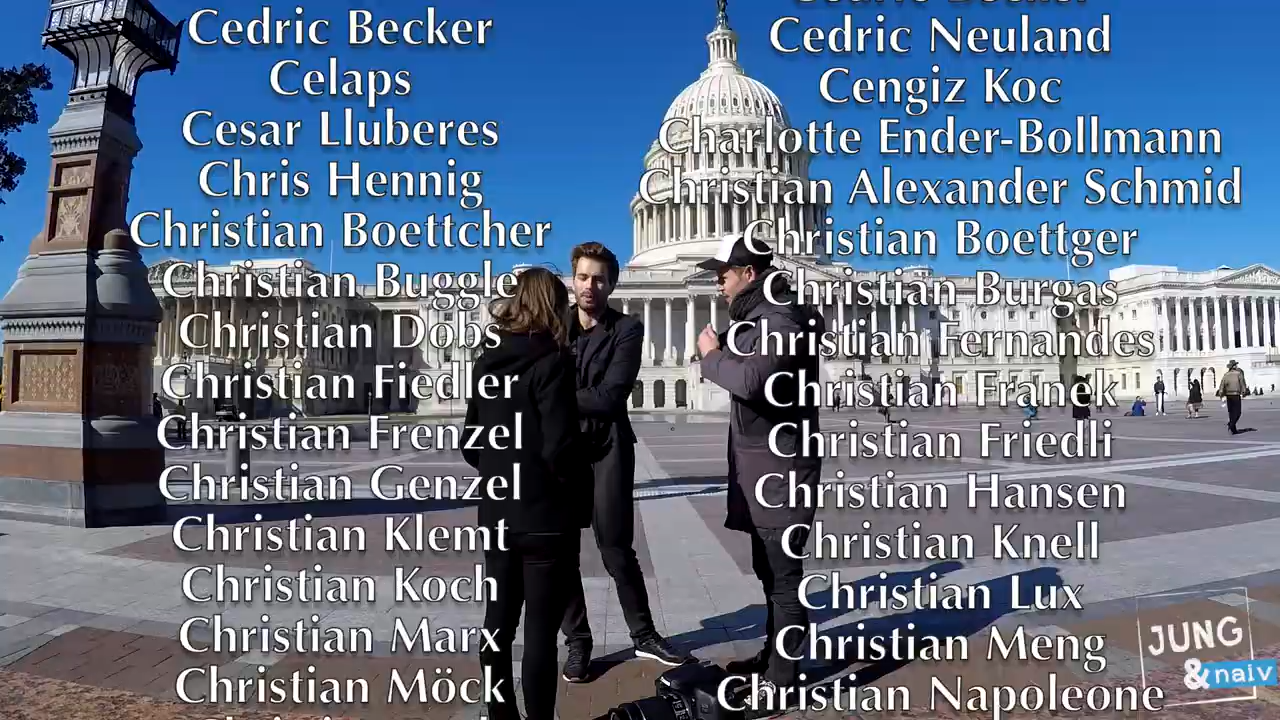 Cedric Becker
Celaps
Cesar Lluberes
Chris Hennig
Christian Boettcher
Christian Buggle
Christian Dobs
Christian Fiedler
Christian Frenzel
Christian Genzel
Christian Klemt
Christian Koch
Christian Marx
Christian Möck
Cedric Neuland
Cengiz Koc
Charlotte Ender-Bollmann
Christian Alexander Schmid
Christian Boettger
Christian Burgas
Christian Fernandes
Christian Franek
Christian Friedli
Christian Hansen
Christian Knell
Christian Lux
Christian Meng
Christian Napoleone
JUNG
&naiv